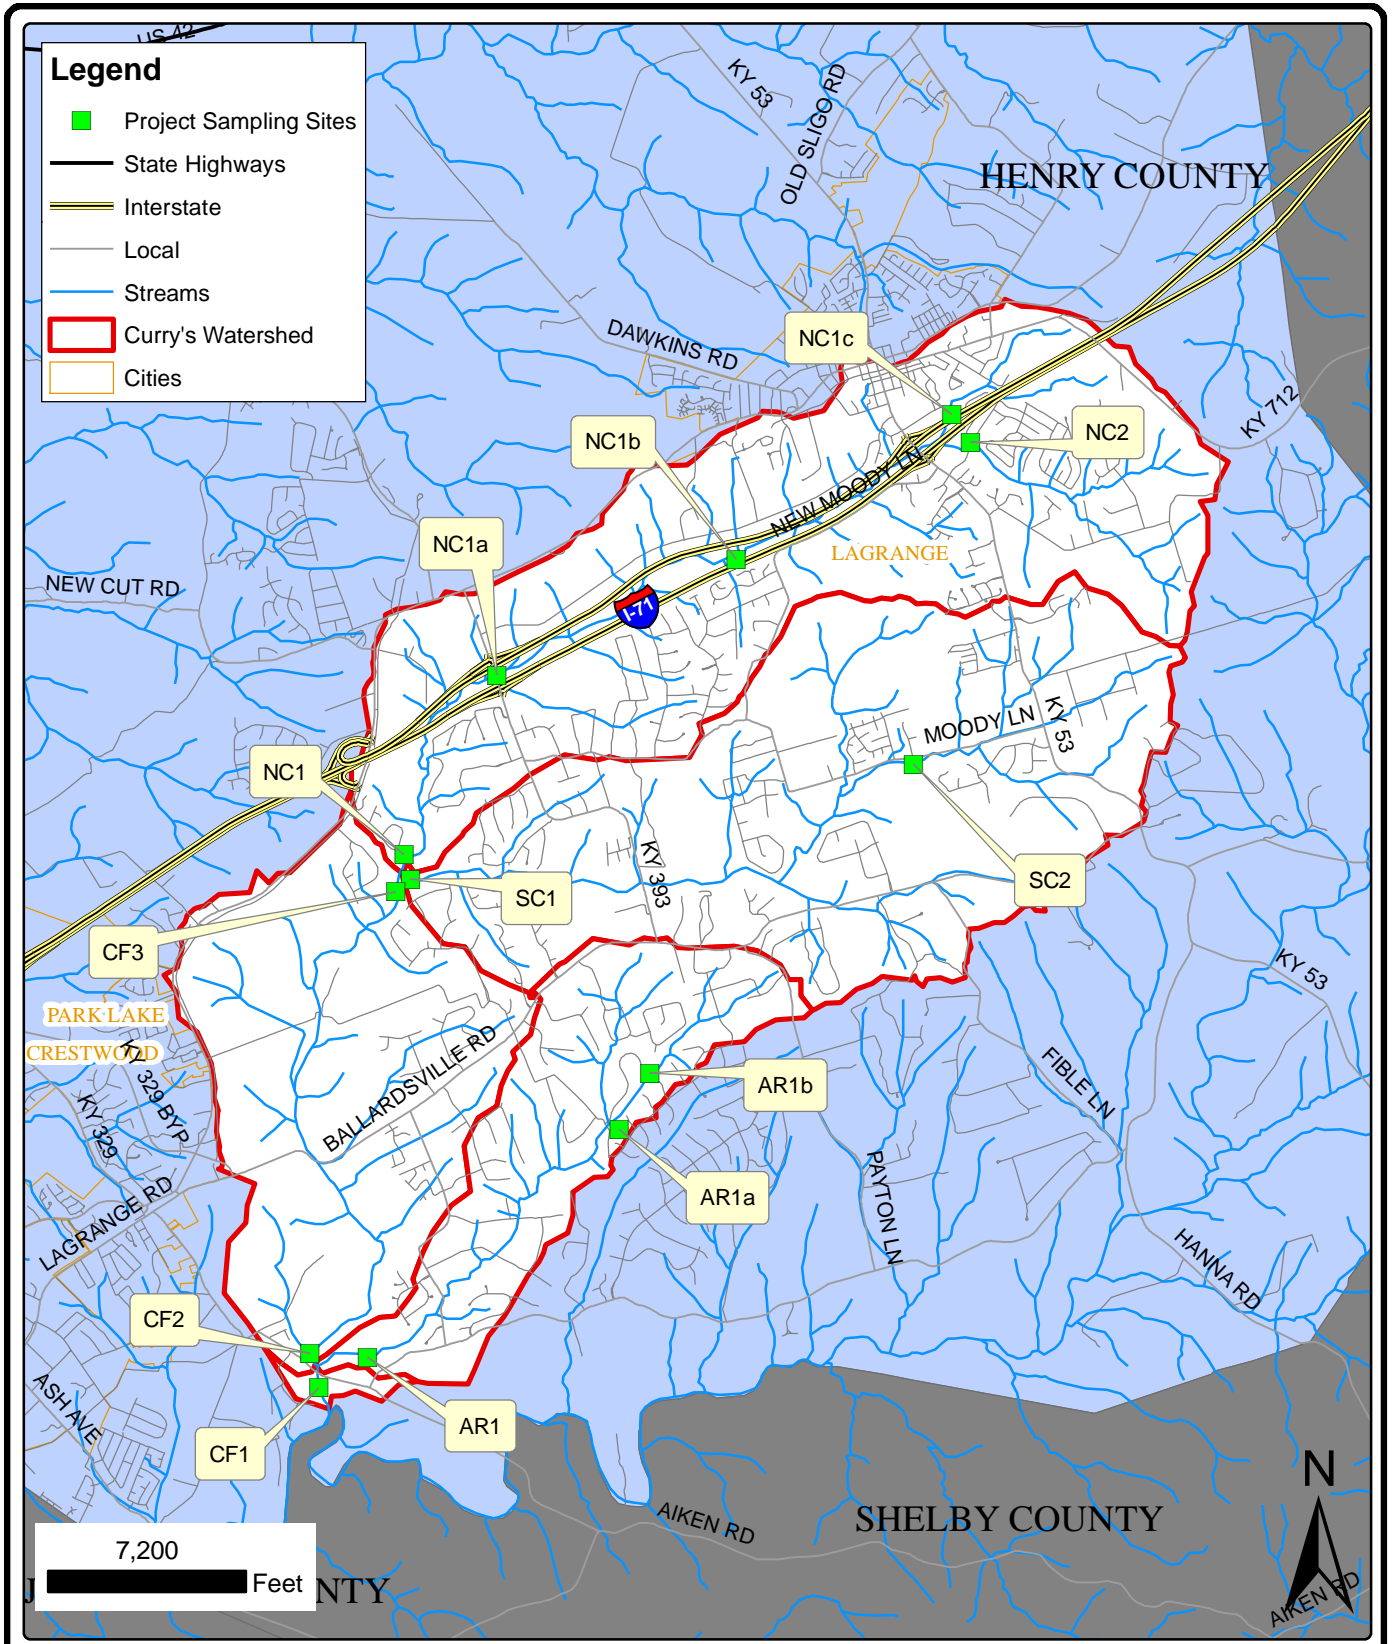 US 42
Legend
Project Sampling Sites
State Highways
Interstate
Local
Streams
Curry's Watershed
Cities
KY 53
OLD SLIGO RD
HENRY COUNTY
DAWKINS RD
NC1c
KY 712
NC1b
NC2
NEW MOODY LN
NC1a
LAGRANGE
NEW CUT RD
I-71
MOODY LN
KY 53
NC1
KY 393
SC2
SC1
CF3
KY 53
PARK LAKE
CRESTWOOD
KY 329 BYP
KY 329
BALLARDSVILLE RD
FIBLE LN
AR1b
AR1a
PAYTON LN
LAGRANGE RD
HANNA RD
CF2
ASH AVE
AR1
CF1
N
AIKEN RD
SHELBY COUNTY
7,200
Feet
NTY
AIKEN RD